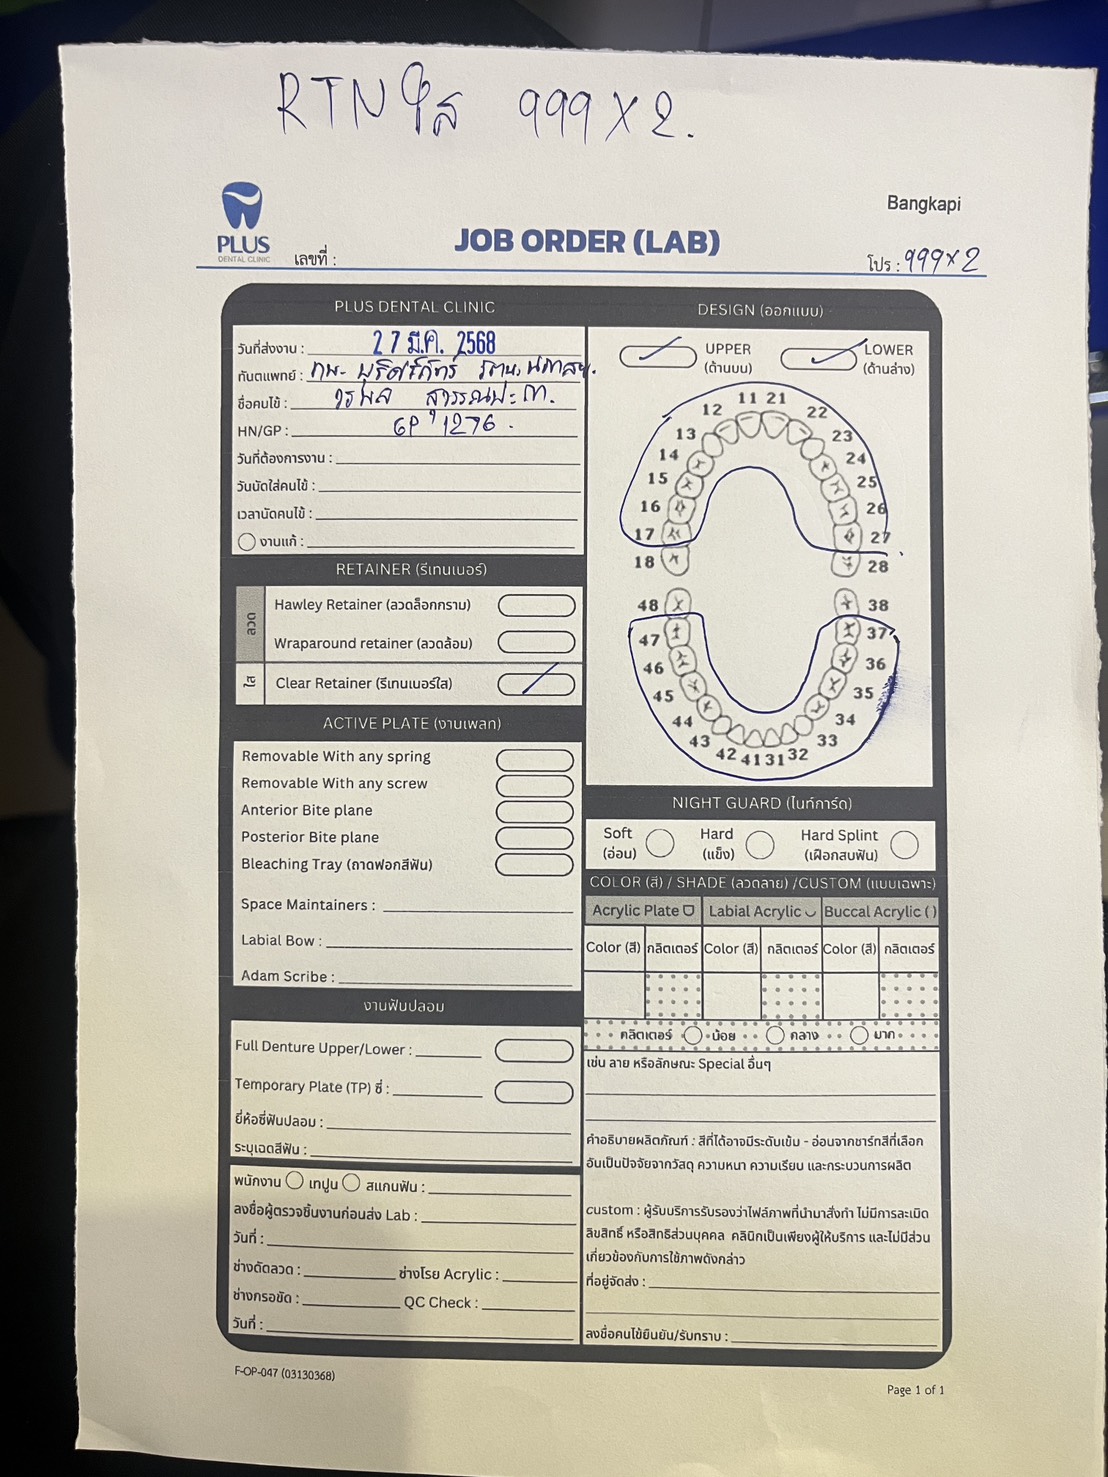 RTN ใส 999 x 2.
PLUS
DENTAL CLINIC
Bangkapi
เลขที่ :
JOB ORDER (LAB)
โปร : 999 x 2
PLUS DENTAL CLINIC
วันที่ส่งงาน : 27 มี.ค. 2568
ทันตแพทย์ : ทพ.
ชื่อคนไข้ :
HN/GP : GP 1276.
วันที่ต้องการงาน :
วันนัดใส่คนไข้ :
เวลานัดคนไข้ :
งานแก้ :
RETAINER (รีเทนเนอร์)
ลวด
Hawley Retainer (ลวดล็อกกราม)
Wraparound retainer (ลวดล้อม)
ใส
Clear Retainer (รีเทนเนอร์ใส)
ACTIVE PLATE (งานเพลท)
Removable With any spring
Removable With any screw
Anterior Bite plane
Posterior Bite plane
Bleaching Tray (ถาดฟอกสีฟัน)
Space Maintainers :
Labial Bow :
Adam Scribe :
งานฟันปลอม
Full Denture Upper/Lower :
Temporary Plate (TP) ซี่ :
ยี่ห้อซี่ฟันปลอม :
ระบุเฉดสีฟัน :
พนักงาน เทปูน สแกนฟัน :
ลงชื่อผู้ตรวจชิ้นงานก่อนส่ง Lab :
วันที่ :
ช่างดัดลวด : ช่างโรย Acrylic :
ช่างกรอขัด : QC Check :
วันที่ :
DESIGN (ออกแบบ)
UPPER
(ด้านบน)
LOWER
(ด้านล่าง)
11 21
12 22
13 23
14 24
15 25
16 26
17 27
18 28
48 38
47 37
46 36
45 35
44 34
43 33
42 41 31 32
NIGHT GUARD (ไนท์การ์ด)
Soft
(อ่อน)
Hard
(แข็ง)
Hard Splint
(เฝือกสบฟัน)
COLOR (สี) / SHADE (ลวดลาย) /CUSTOM (แบบเฉพาะ)
Acrylic Plate Labial Acrylic Buccal Acrylic ( )
Color (สี) กลิตเตอร์ Color (สี) กลิตเตอร์ Color (สี) กลิตเตอร์
กลิตเตอร์ น้อย กลาง มาก
เช่น ลาย หรือลักษณะ Special อื่นๆ
คำอธิบายผลิตภัณฑ์ : สีที่ได้อาจมีระดับเข้ม - อ่อนจากชาร์ทสีที่เลือก
อันเป็นปัจจัยจากวัสดุ ความหนา ความเรียบ และกระบวนการผลิต
custom : ผู้รับบริการรับรองว่าไฟล์ภาพที่นำมาสั่งทำ ไม่มีการละเมิด
ลิขสิทธิ์ หรือสิทธิส่วนบุคคล คลินิกเป็นเพียงผู้ให้บริการ และไม่มีส่วน
เกี่ยวข้องกับการใช้ภาพดังกล่าว
ที่อยู่จัดส่ง :
ลงชื่อคนไข้ยืนยัน/รับทราบ :
F-OP-047 (03130368)
Page 1 of 1